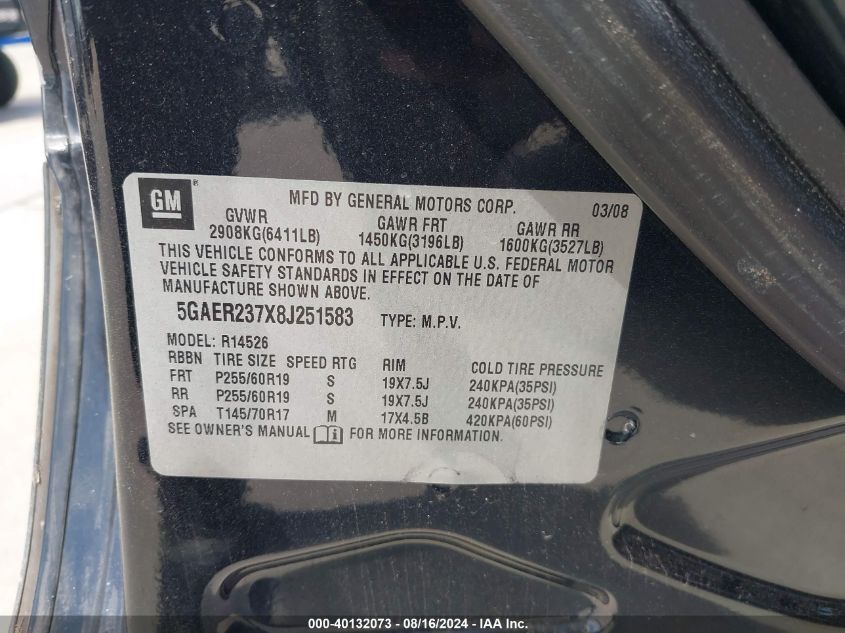 GM ® MFD BY GENERAL MOTORS CORP. 03/08
GVWR GAWR FRT GAWR RR
2908KG(6411LB) 1450KG(3196LB) 1600KG(3527LB)
THIS VEHICLE CONFORMS TO ALL APPLICABLE U.S. FEDERAL MOTOR
VEHICLE SAFETY STANDARDS IN EFFECT ON THE DATE OF
MANUFACTURE SHOWN ABOVE.
5GAER237X8J251583 TYPE: M.P.V.
MODEL: R14526
RBBN TIRE SIZE SPEED RTG RIM COLD TIRE PRESSURE
FRT P255/60R19 S 19X7.5J 240KPA(35PSI)
RR P255/60R19 S 19X7.5J 240KPA(35PSI)
SPA T145/70R17 M 17X4.5B 420KPA(60PSI)
SEE OWNER'S MANUAL FOR MORE INFORMATION.
000-40132073 - 08/16/2024 - IAA Inc.